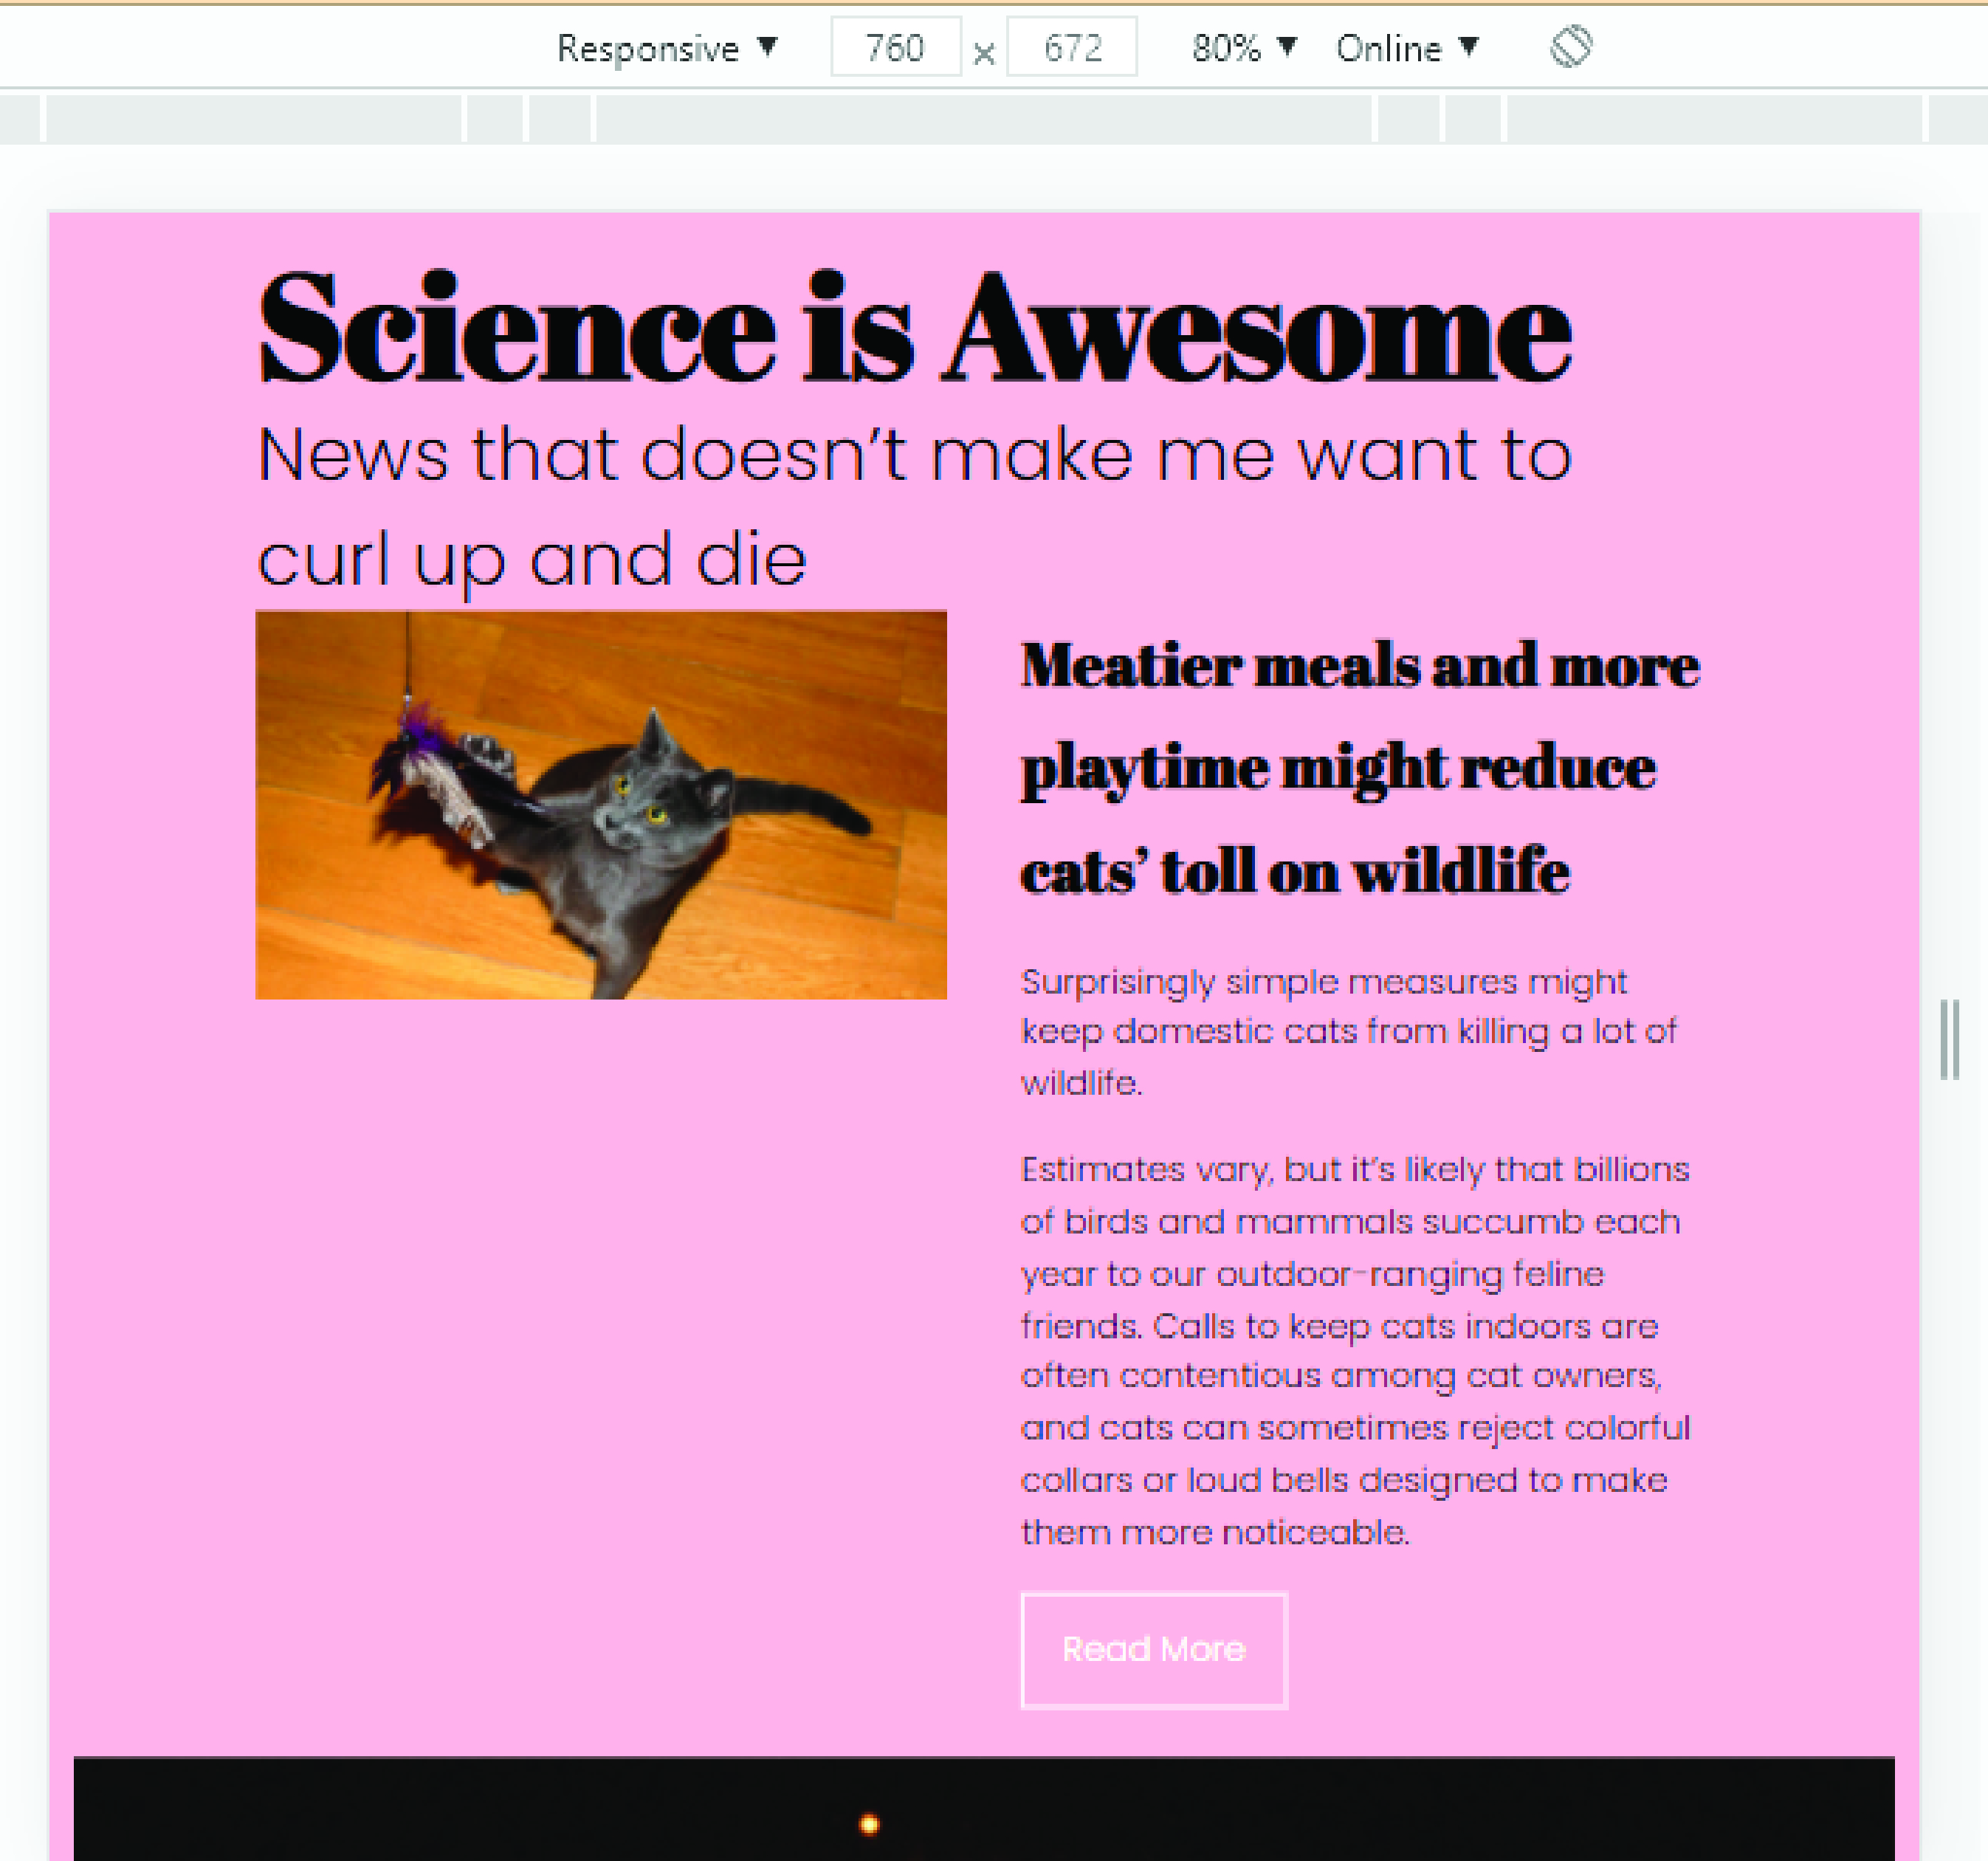 Responsive ▼ 760 x 672 80% ▼ Online ▼
Science is Awesome
News that doesn’t make me want to
curl up and die
Meatier meals and more
playtime might reduce
cats’ toll on wildlife
Surprisingly simple measures might
keep domestic cats from killing a lot of
wildlife.
Estimates vary, but it’s likely that billions
of birds and mammals succumb each
year to our outdoor-ranging feline
friends. Calls to keep cats indoors are
often contentious among cat owners,
and cats can sometimes reject colorful
collars or loud bells designed to make
them more noticeable.
Read More